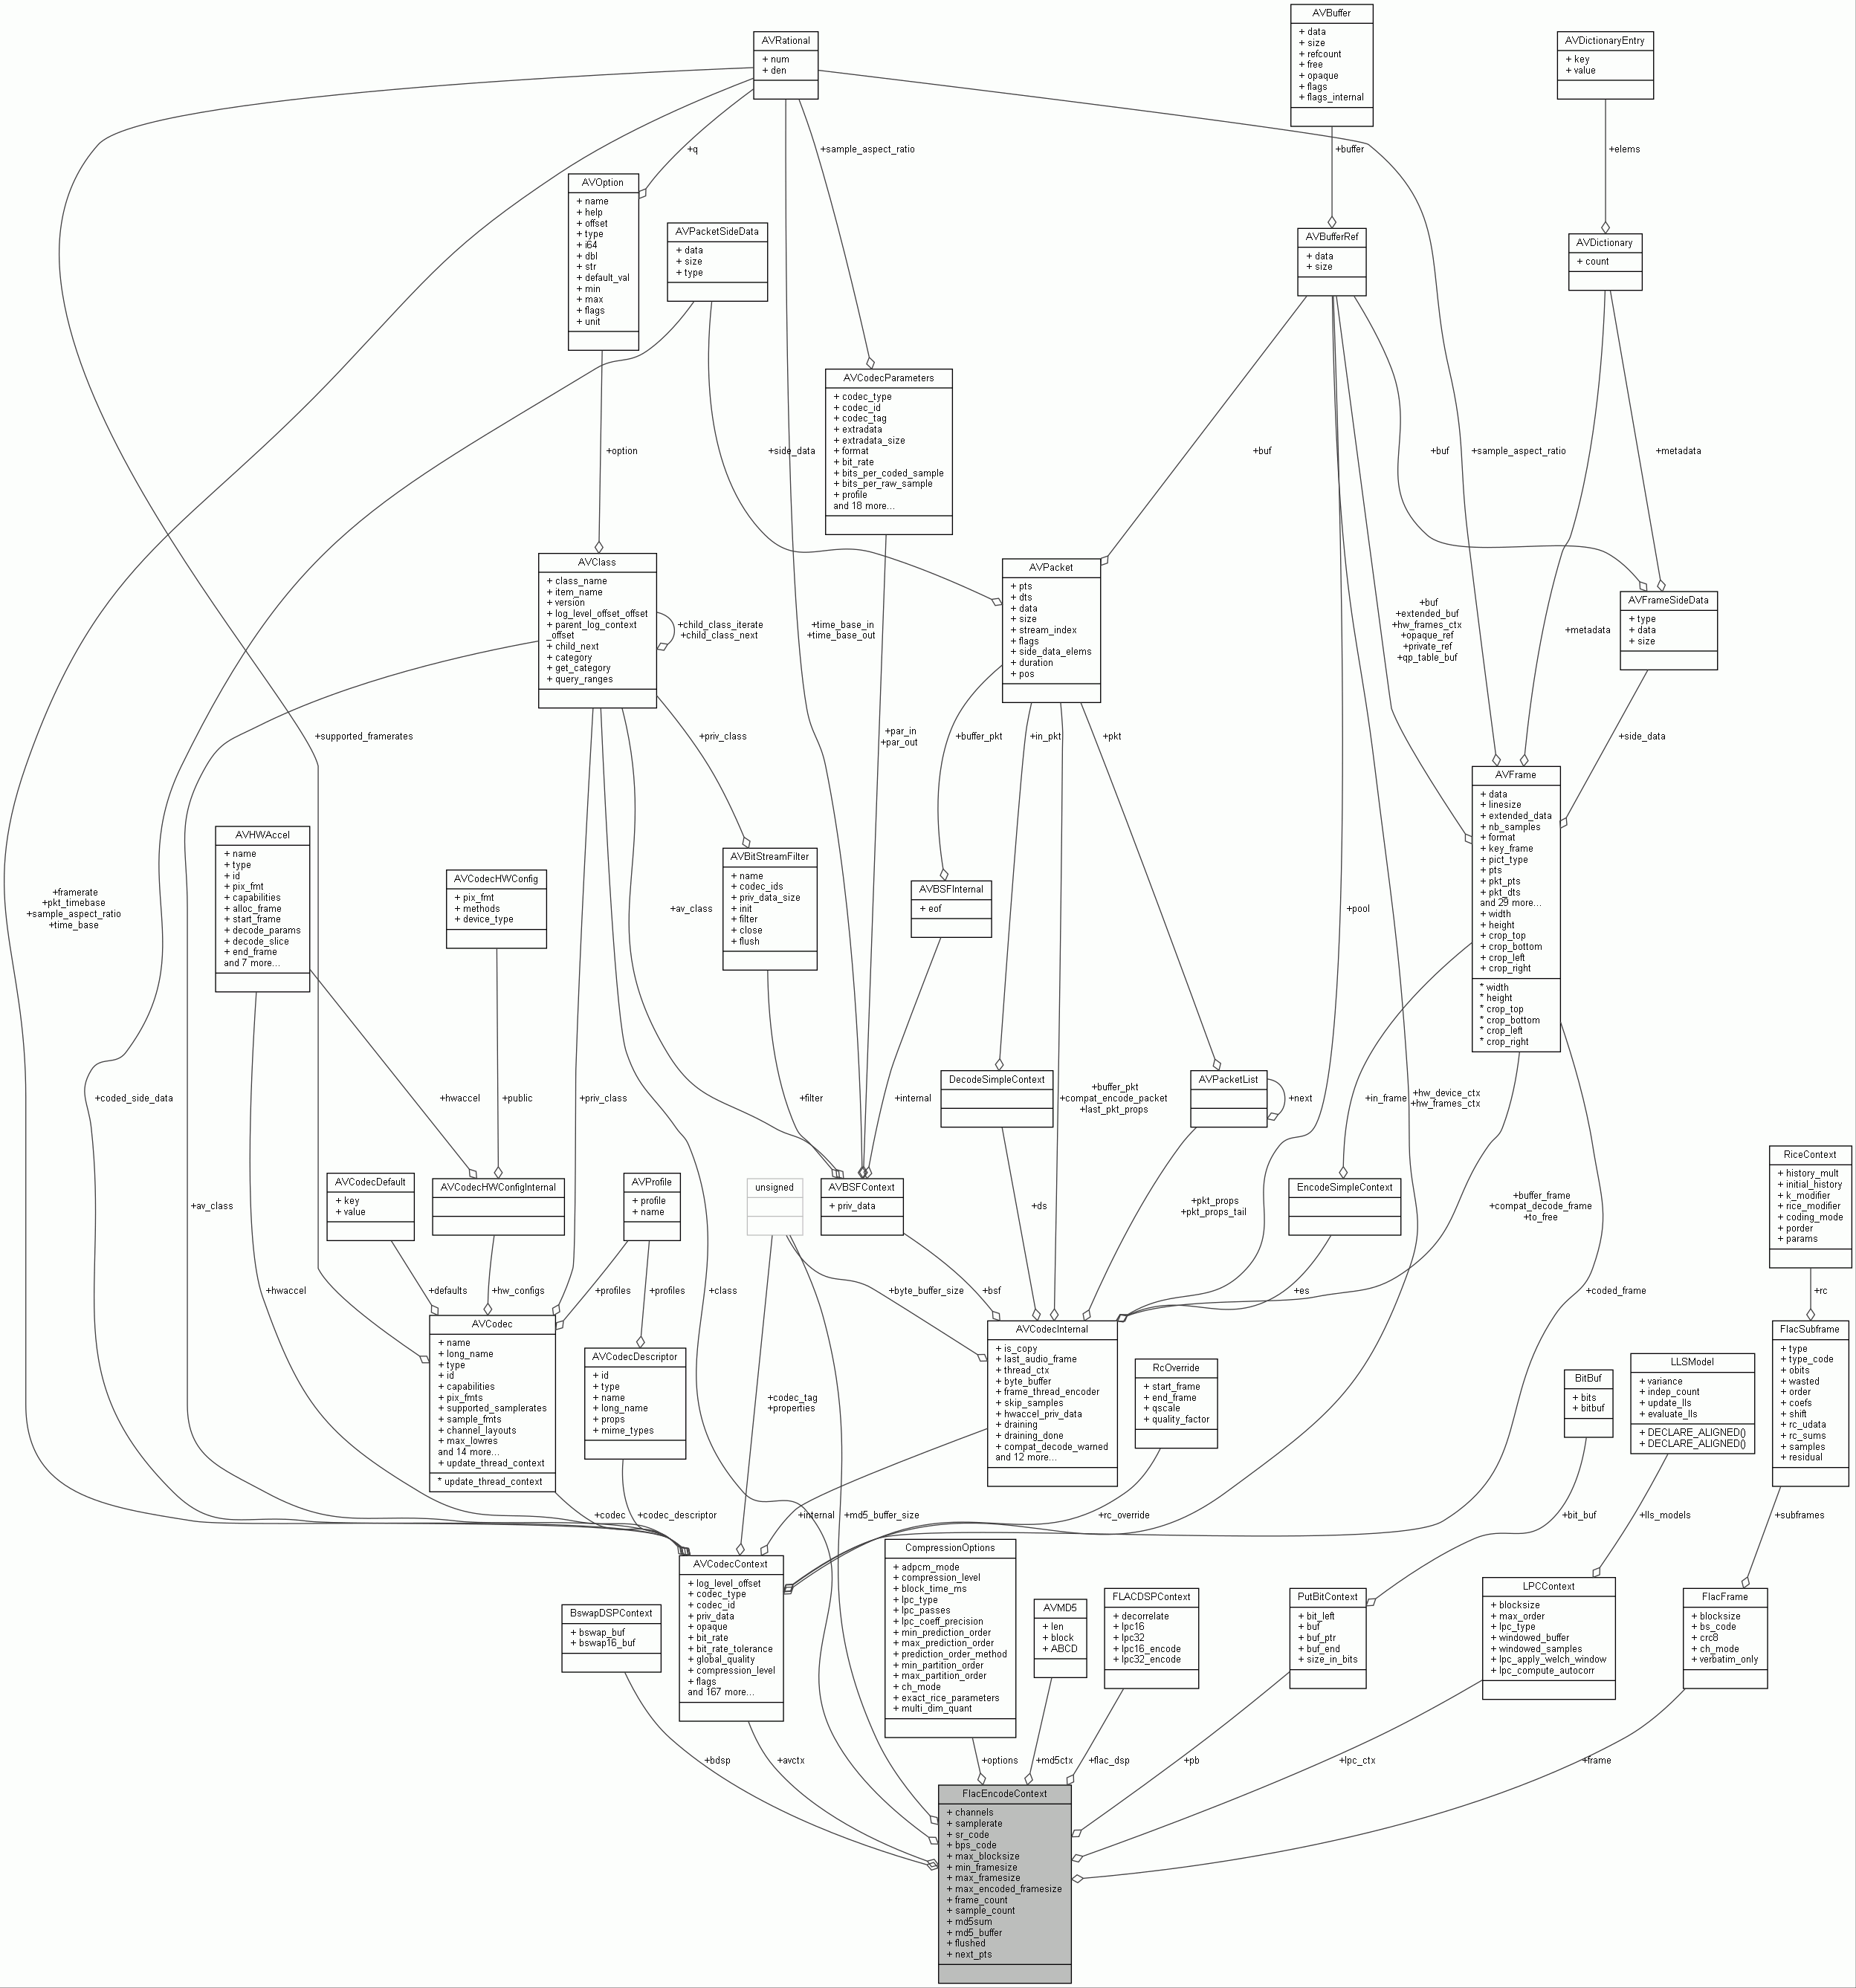 AVBuffer
+ data
+ size
+ refcount
+ free
+ opaque
+ flags
+ flags_internal
AVRational
+ num
+ den
AVDictionaryEntry
+ key
+ value
+q
+sample_aspect_ratio
+buffer
+elems
AVOption
+ name
+ help
+ offset
+ type
+ i64
+ dbl
+ str
+ default_val
+ min
+ max
+ flags
+ unit
AVPacketSideData
+ data
+ size
+ type
AVBufferRef
+ data
+ size
AVDictionary
+ count
AVCodecParameters
+ codec_type
+ codec_id
+ codec_tag
+ extradata
+ extradata_size
+ format
+ bit_rate
+ bits_per_coded_sample
+ bits_per_raw_sample
+ profile
and 18 more...
+option
+side_data
+buf
+buf
+sample_aspect_ratio
+metadata
AVClass
+ class_name
+ item_name
+ version
+ log_level_offset_offset
+ parent_log_context
_offset
+ child_next
+ category
+ get_category
+ query_ranges
+child_class_iterate
+child_class_next
+time_base_in
+time_base_out
AVPacket
+ pts
+ dts
+ data
+ size
+ stream_index
+ flags
+ side_data_elems
+ duration
+ pos
+buf
+extended_buf
+hw_frames_ctx
+opaque_ref
+private_ref
+qp_table_buf
+metadata
AVFrameSideData
+ type
+ data
+ size
+supported_framerates
+priv_class
+par_in
+par_out
+buffer_pkt
+in_pkt
+pkt
+side_data
AVFrame
+ data
+ linesize
+ extended_data
+ nb_samples
+ format
+ key_frame
+ pict_type
+ pts
+ pkt_pts
+ pkt_dts
and 29 more...
+ width
+ height
+ crop_top
+ crop_bottom
+ crop_left
+ crop_right
* width
* height
* crop_top
* crop_bottom
* crop_left
* crop_right
AVHWAccel
+ name
+ type
+ id
+ pix_fmt
+ capabilities
+ alloc_frame
+ start_frame
+ decode_params
+ decode_slice
+ end_frame
and 7 more...
AVCodecHWConfig
+ pix_fmt
+ methods
+ device_type
AVBitStreamFilter
+ name
+ codec_ids
+ priv_data_size
+ init
+ filter
+ close
+ flush
AVBSFInternal
+ eof
+framerate
+pkt_timebase
+sample_aspect_ratio
+time_base
+av_class
+pool
+coded_side_data
+hwaccel
+public
+priv_class
+filter
+internal
DecodeSimpleContext
+buffer_pkt
+compat_encode_packet
+last_pkt_props
AVPacketList
+next
+in_frame
+hw_device_ctx
+hw_frames_ctx
RiceContext
+ history_mult
+ initial_history
+ k_modifier
+ rice_modifier
+ coding_mode
+ porder
+ params
+av_class
AVCodecDefault
+ key
+ value
AVCodecHWConfigInternal
AVProfile
+ profile
+ name
unsigned
AVBSFContext
+ priv_data
+ds
+pkt_props
+pkt_props_tail
EncodeSimpleContext
+buffer_frame
+compat_decode_frame
+to_free
+hwaccel
+defaults
+hw_configs
+profiles
+profiles
+class
+byte_buffer_size
+bsf
+es
+coded_frame
+rc
AVCodec
+ name
+ long_name
+ type
+ id
+ capabilities
+ pix_fmts
+ supported_samplerates
+ sample_fmts
+ channel_layouts
+ max_lowres
and 14 more...
+ update_thread_context
* update_thread_context
AVCodecDescriptor
+ id
+ type
+ name
+ long_name
+ props
+ mime_types
+codec_tag
+properties
AVCodecInternal
+ is_copy
+ last_audio_frame
+ thread_ctx
+ byte_buffer
+ frame_thread_encoder
+ skip_samples
+ hwaccel_priv_data
+ draining
+ draining_done
+ compat_decode_warned
and 12 more...
RcOverride
+ start_frame
+ end_frame
+ qscale
+ quality_factor
BitBuf
+ bits
+ bitbuf
LLSModel
+ variance
+ indep_count
+ update_lls
+ evaluate_lls
+ DECLARE_ALIGNED()
+ DECLARE_ALIGNED()
FlacSubframe
+ type
+ type_code
+ obits
+ wasted
+ order
+ coefs
+ shift
+ rc_udata
+ rc_sums
+ samples
+ residual
+codec
+codec_descriptor
+internal
+md5_buffer_size
+rc_override
+bit_buf
+lls_models
+subframes
BswapDSPContext
+ bswap_buf
+ bswap16_buf
AVCodecContext
+ log_level_offset
+ codec_type
+ codec_id
+ priv_data
+ opaque
+ bit_rate
+ bit_rate_tolerance
+ global_quality
+ compression_level
+ flags
and 167 more...
CompressionOptions
+ adpcm_mode
+ compression_level
+ block_time_ms
+ lpc_type
+ lpc_passes
+ lpc_coeff_precision
+ min_prediction_order
+ max_prediction_order
+ prediction_order_method
+ min_partition_order
+ max_partition_order
+ ch_mode
+ exact_rice_parameters
+ multi_dim_quant
AVMD5
+ len
+ block
+ ABCD
FLACDSPContext
+ decorrelate
+ lpc16
+ lpc32
+ lpc16_encode
+ lpc32_encode
PutBitContext
+ bit_left
+ buf
+ buf_ptr
+ buf_end
+ size_in_bits
LPCContext
+ blocksize
+ max_order
+ lpc_type
+ windowed_buffer
+ windowed_samples
+ lpc_apply_welch_window
+ lpc_compute_autocorr
FlacFrame
+ blocksize
+ bs_code
+ crc8
+ ch_mode
+ verbatim_only
+bdsp
+avctx
+options
+md5ctx
+flac_dsp
+pb
+lpc_ctx
+frame
FlacEncodeContext
+ channels
+ samplerate
+ sr_code
+ bps_code
+ max_blocksize
+ min_framesize
+ max_framesize
+ max_encoded_framesize
+ frame_count
+ sample_count
+ md5sum
+ md5_buffer
+ flushed
+ next_pts